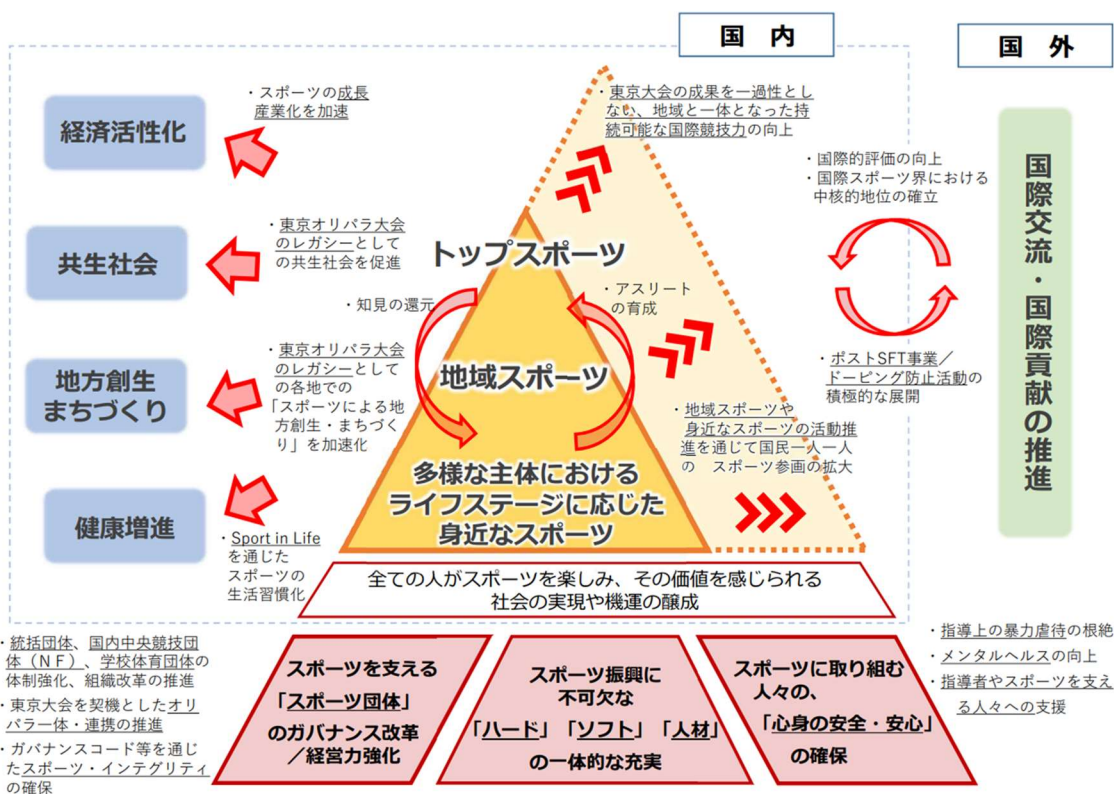 国　内
国　外
経済活性化
・スポーツの成長
産業化を加速
共生社会
・東京オリパラ大会
のレガシーとして
の共生社会を促進
地方創生
まちづくり
・東京オリパラ大会
のレガシーとして
の各地での
「スポーツによる地
方創生・まちづく
り」を加速化
健康増進
・Sport in Life
を通じた
スポーツの
生活習慣化
・東京大会の成果を一過性とし
ない、地域と一体となった持
続可能な国際競技力の向上
トップスポーツ
・知見の還元
・アスリート
の育成
地域スポーツ
・地域スポーツや
身近なスポーツの活動推
進を通じて国民一人一人
の　スポーツ参画の拡大
多様な主体における
ライフステージに応じた
身近なスポーツ
・国際的評価の向上
・国際スポーツ界における
中核的地位の確立
・ポストSFT事業／
ドーピング防止活動の
積極的な展開
国際交流・国際貢献の推進
全ての人がスポーツを楽しみ、その価値を感じられる
社会の実現や機運の醸成
・統括団体、国内中央競技団
体（ＮＦ）、学校体育団体の
体制強化、組織改革の推進
・東京大会を契機としたオリ
パラ一体・連携の推進
・ガバナンスコード等を通じ
たスポーツ・インテグリティ
の確保
スポーツを支える
「スポーツ団体」
のガバナンス改革
／経営力強化
スポーツ振興に
不可欠な
「ハード」「ソフト」「人材」
の一体的な充実
スポーツに取り組む
人々の、
「心身の安全・安心」
の確保
・指導上の暴力虐待の根絶
・メンタルヘルスの向上
・指導者やスポーツを支え
る人々への支援